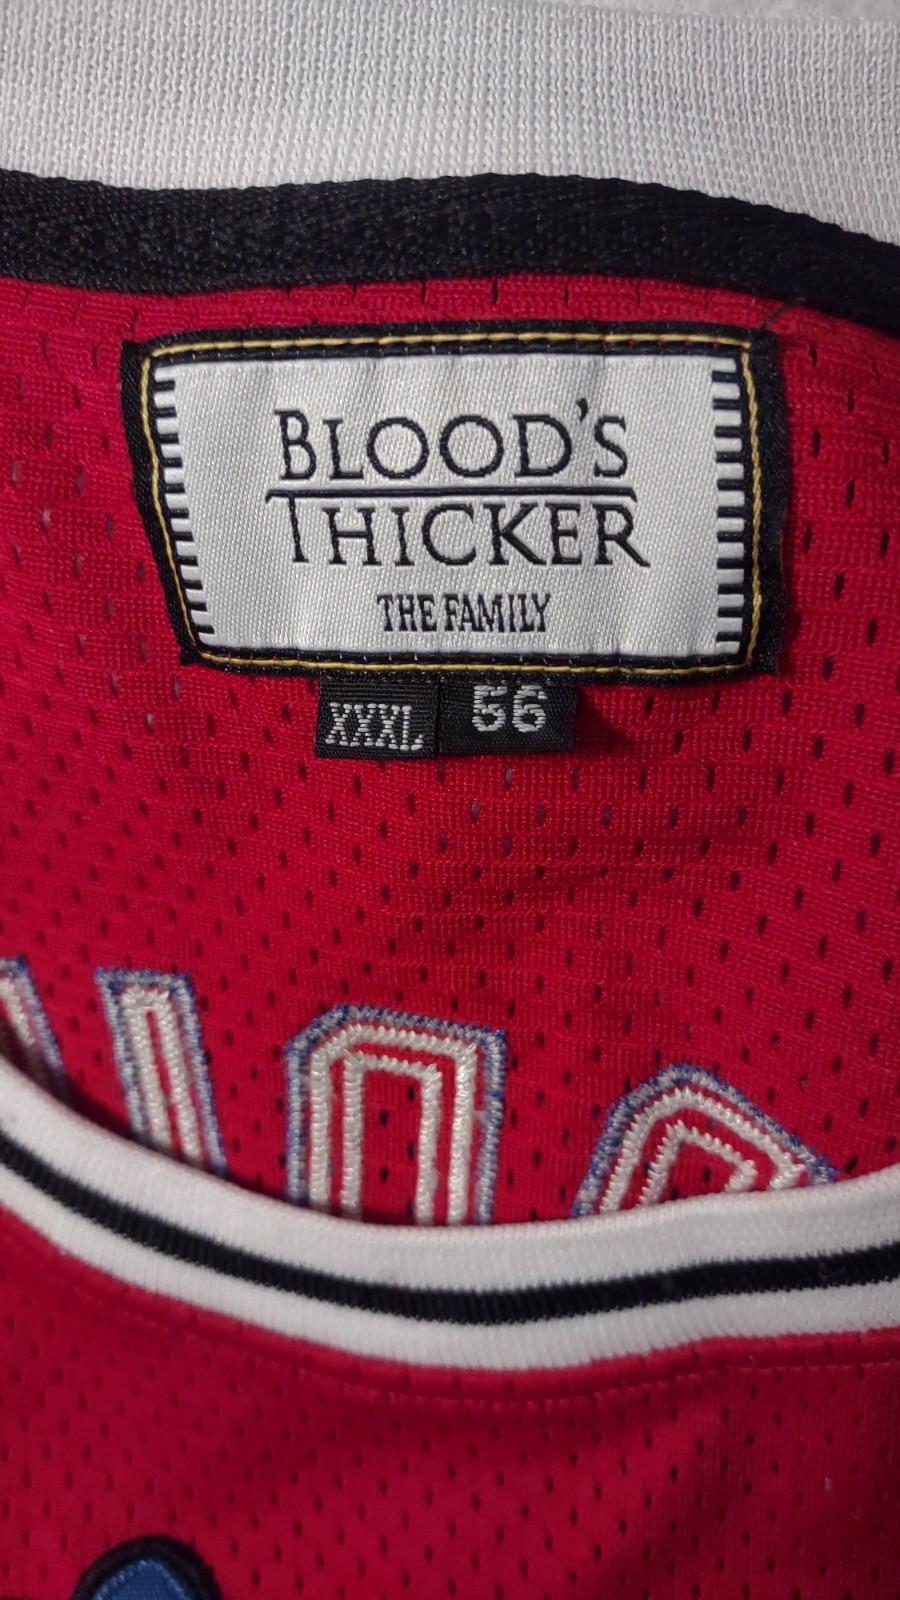 BLOOD'S
THICKER
THE FAMILY
XXXL 56